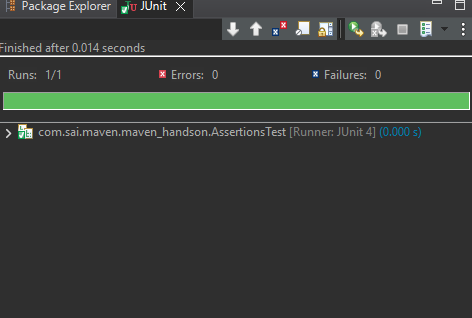 Package Explorer JUnit
Finished after 0.014 seconds
Runs: 1/1 Errors: 0 Failures: 0
com.sai.maven.maven_handson.AssertionsTest [Runner: JUnit 4] (0.000 s)